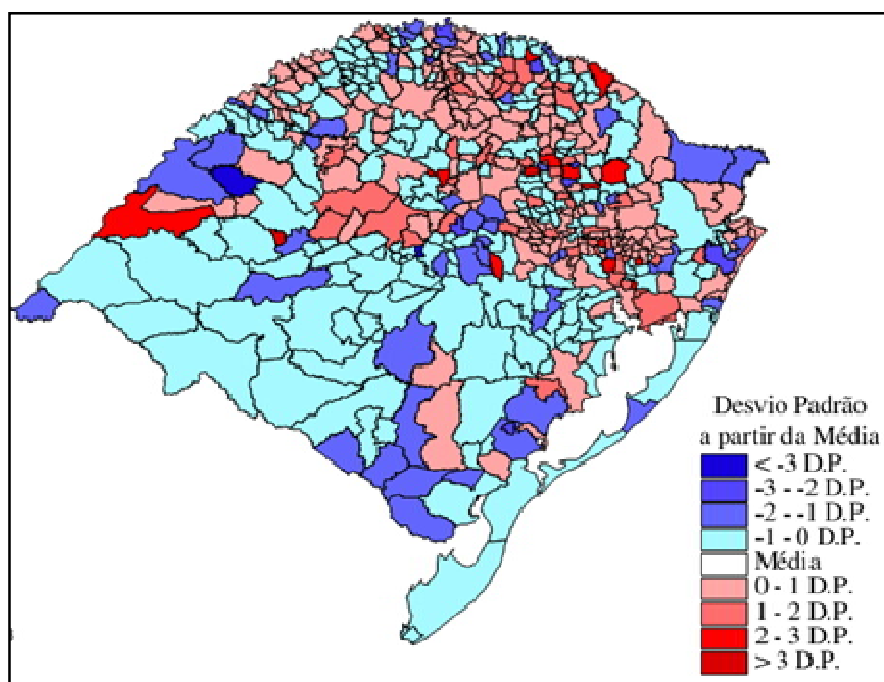 Desvio Padrão
a partir da Média
< -3 D.P.
-3 - -2 D.P.
-2 - -1 D.P.
-1 - 0 D.P.
Média
0 - 1 D.P.
1 - 2 D.P.
2 - 3 D.P.
> 3 D.P.